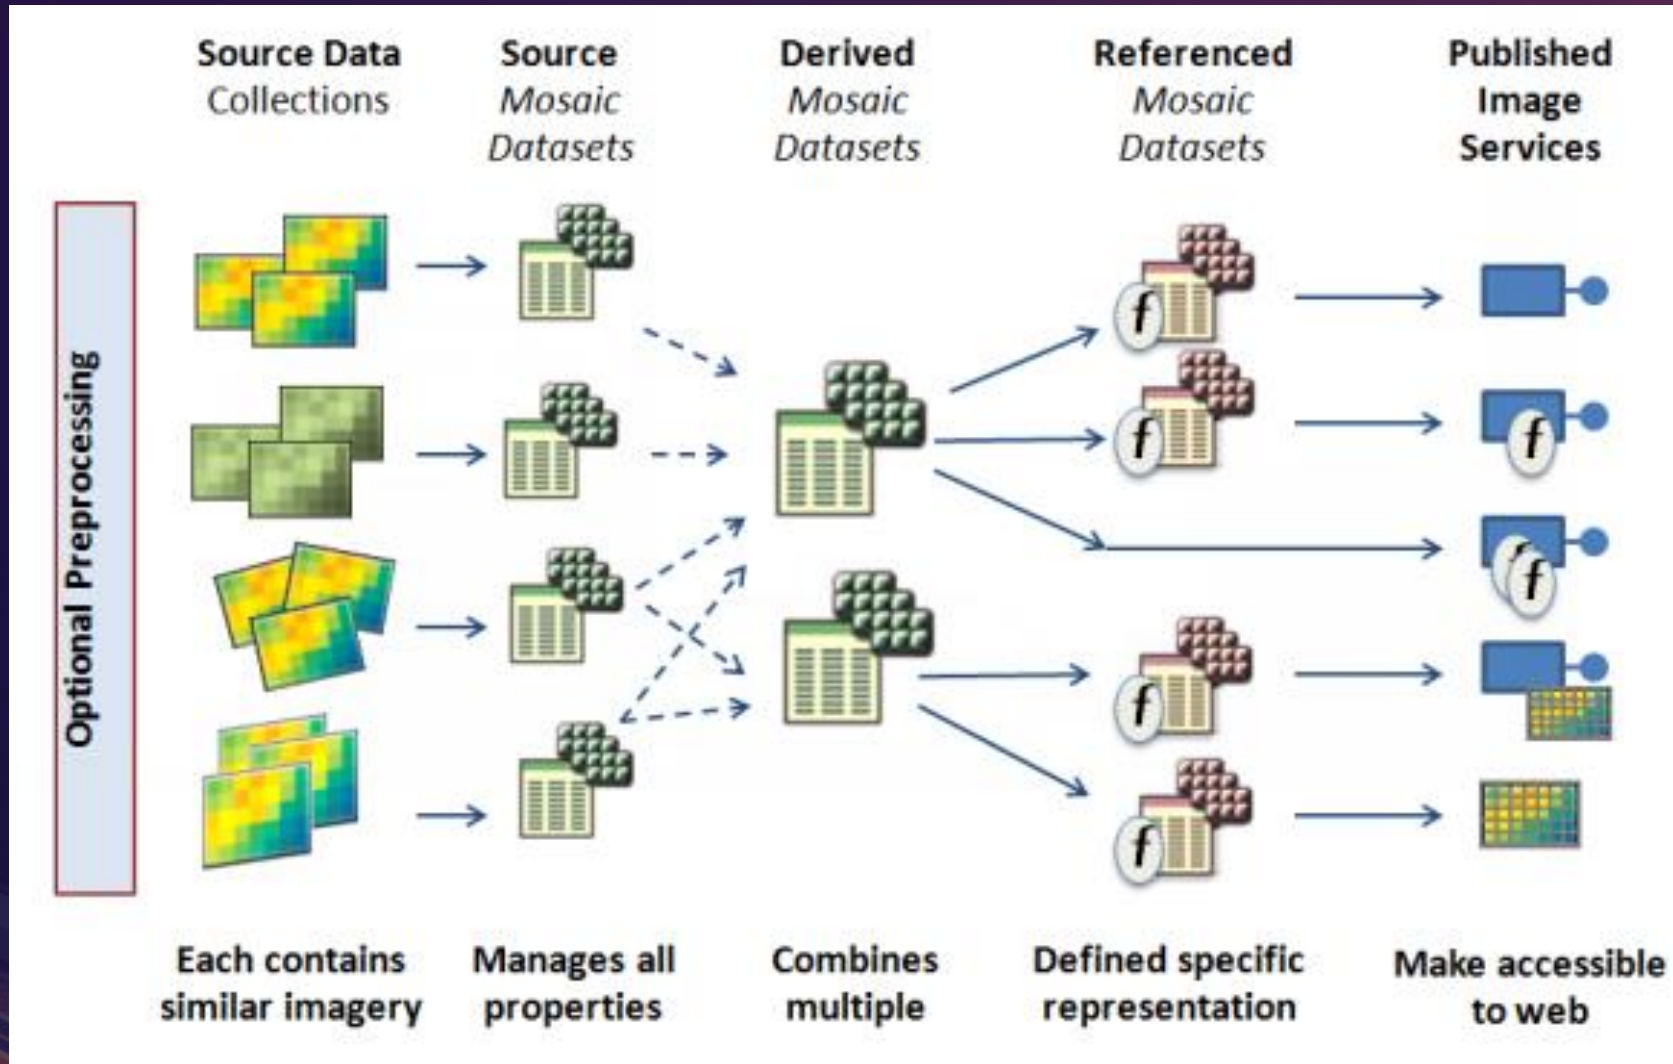 Source Data
Collections
Source
Mosaic
Datasets
Derived
Mosaic
Datasets
Referenced
Mosaic
Datasets
Published
Image
Services
Optional Preprocessing
f
f
f
f
f
f
f
Each contains
similar imagery
Manages all
properties
Combines
multiple
Defined specific
representation
Make accessible
to web